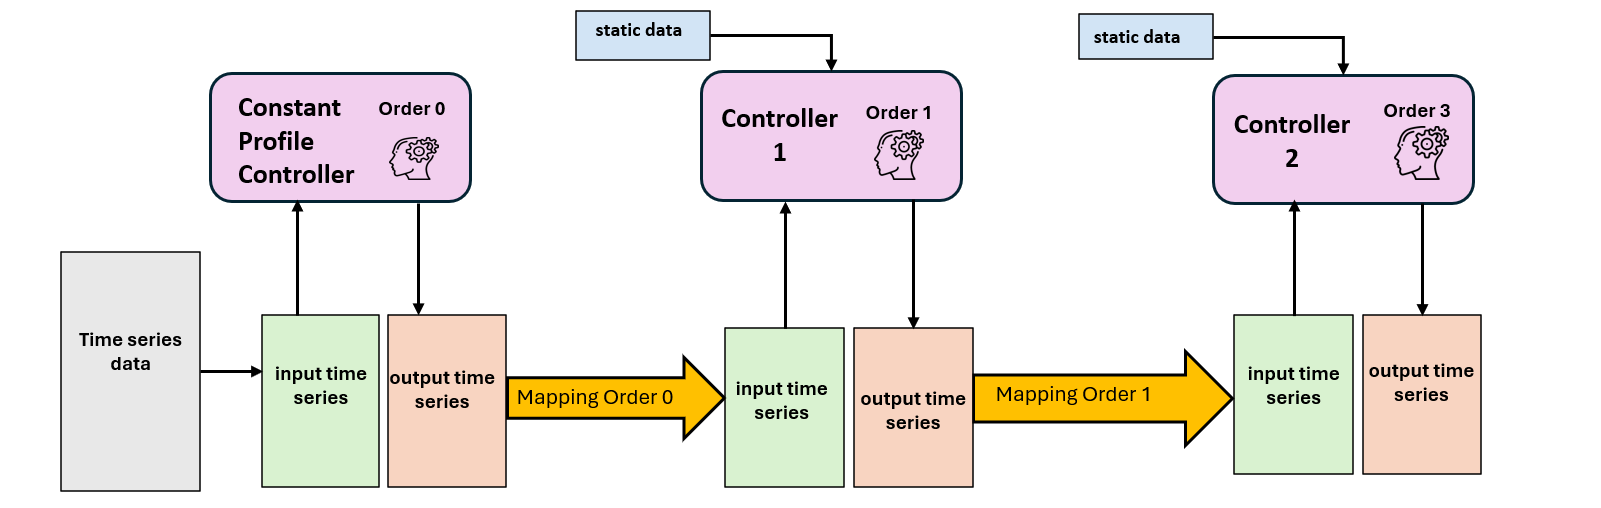 static data
static data
Constant
Profile
Controller
Order 0
Controller
1
Order 1
Controller
2
Order 3
Time series
data
input time
series
output time
series
Mapping Order 0
input time
series
output time
series
Mapping Order 1
input time
series
output time
series